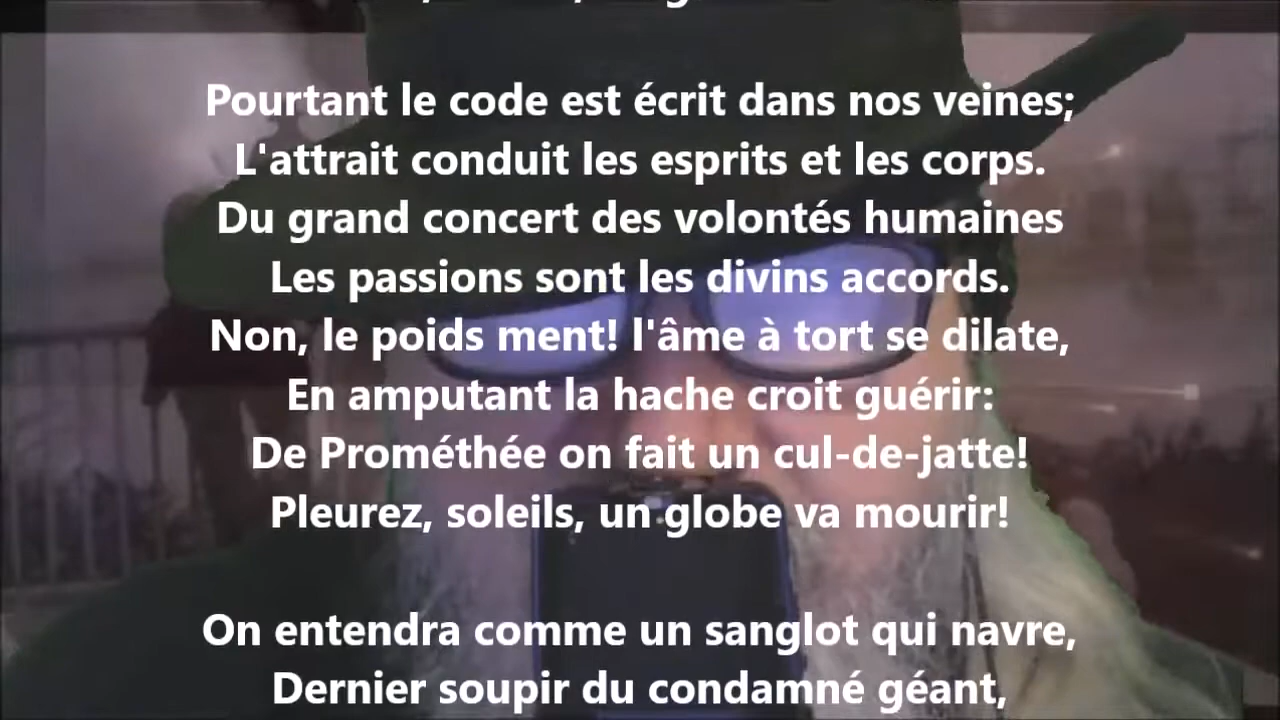 Pourtant le code est écrit dans nos veines;
L'attrait conduit les esprits et les corps.
Du grand concert des volontés humaines
Les passions sont les divins accords.
Non, le poids ment! l'âme à tort se dilate,
En amputant la hache croit guérir:
De Prométhée on fait un cul-de-jatte!
Pleurez, soleils, un globe va mourir!
On entendra comme un sanglot qui navre,
Dernier soupir du condamné géant,